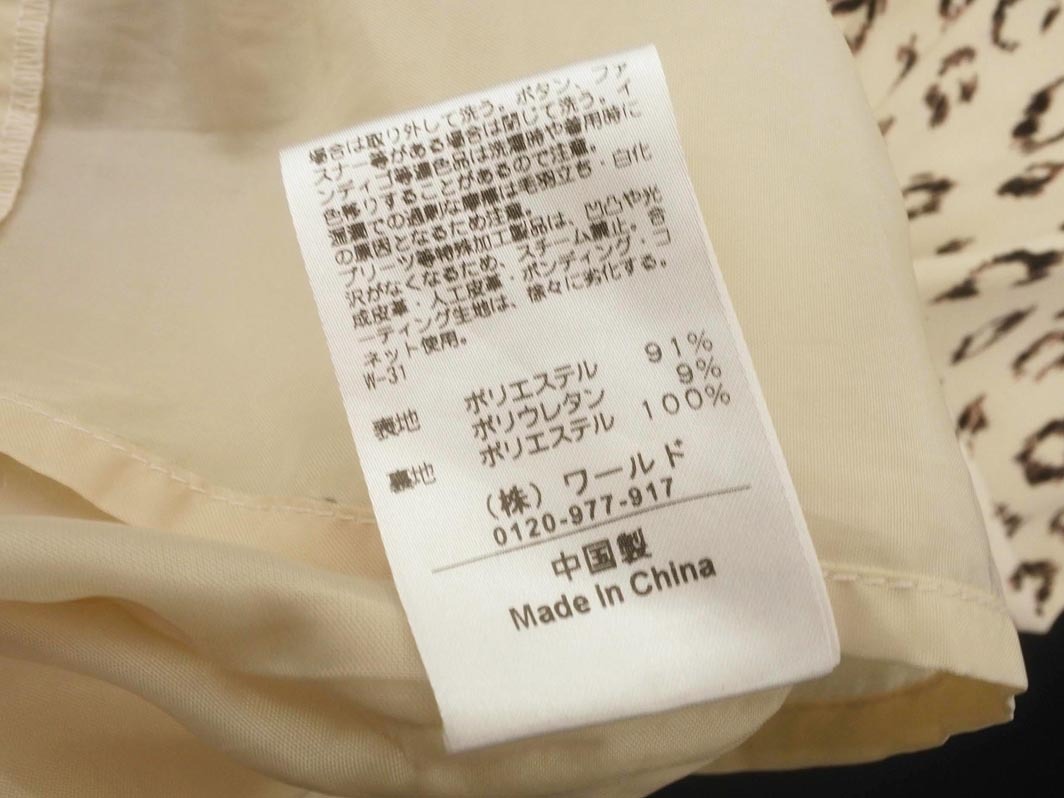 場合は取り外して洗う。ボタン、ファ
スナー等がある場合は閉じて洗う。イ
ンディゴ等濃色品は洗濯時や着用時に
色移りすることがあるので注意。
湿潤での過剰な摩擦は毛羽立ち・白化
の原因となるため注意。
プリーツ等特殊加工製品は、凹凸や光
沢がなくなるため、スチーム禁止。合
成皮革・人工皮革・ボンディング・コ
ーティング生地は、徐々に劣化する。
ネット使用。
W-31
表地 ポリエステル 91%
ポリウレタン 9%
裏地 ポリエステル 100%
(株) ワールド
0120-977-917
中国製
Made In China